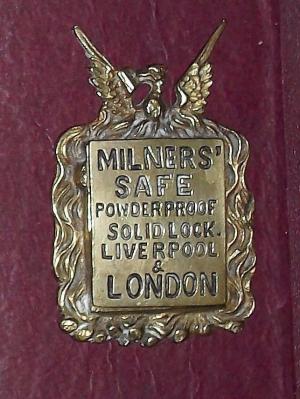 MILNERS'
SAFE
POWDERPROOF
SOLID LOCK.
LIVERPOOL
&
LONDON